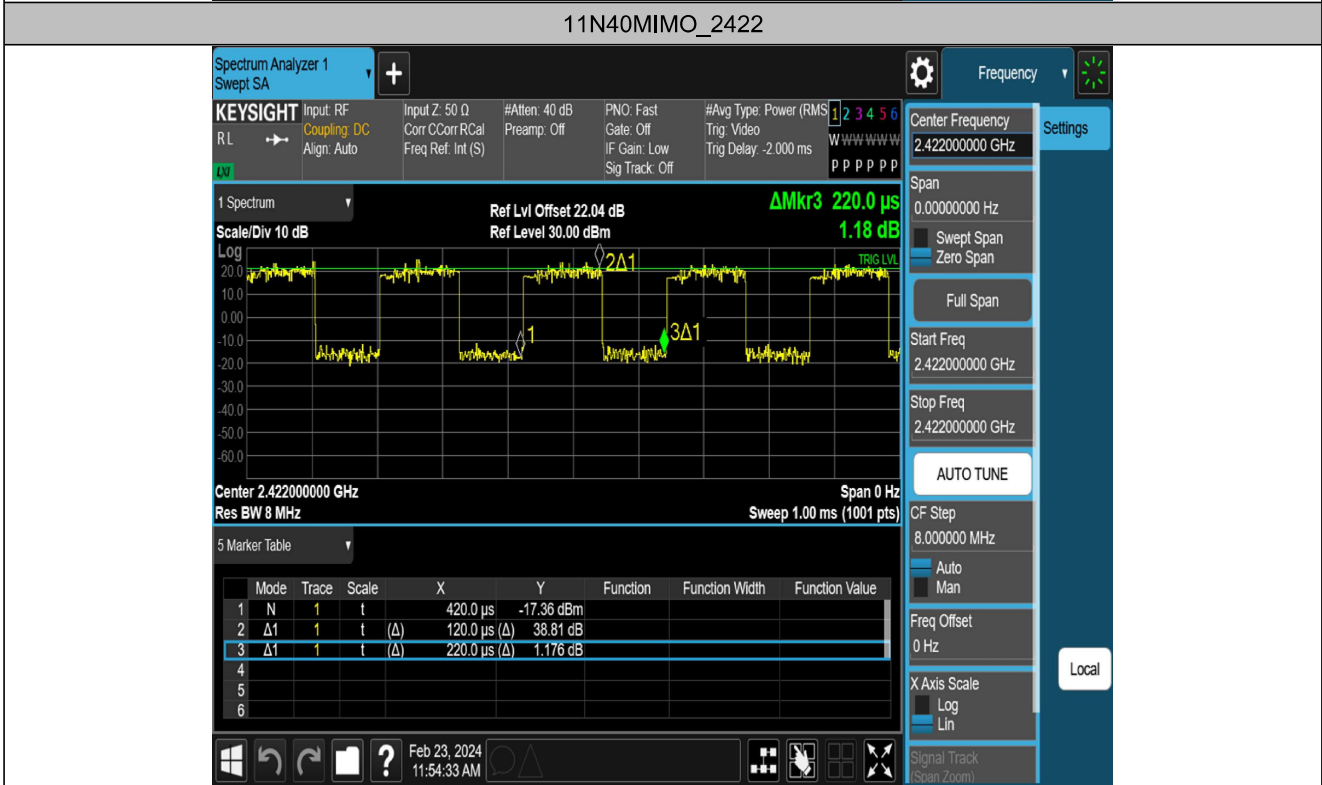 11N40MIMO_2422
Spectrum Analyzer 1
Swept SA
+
Frequency
KEYSIGHT
RL
LXI
Input: RF
Coupling: DC
Align: Auto
Input Z: 50 Ω
Corr CCorr RCal
Freq Ref: Int (S)
#Atten: 40 dB
Preamp: Off
PNO: Fast
Gate: Off
IF Gain: Low
Sig Track: Off
#Avg Type: Power (RMS
Trig: Video
Trig Delay: -2.000 ms
1 2 3 4 5 6
W W W W W W
P P P P P P
1 Spectrum
Scale/Div 10 dB
Ref Lvl Offset 22.04 dB
Ref Level 30.00 dBm
ΔMkr3 220.0 µs
1.18 dB
Log
TRIG LVL
20.0
10.0
0.00
-10.0
-20.0
-30.0
-40.0
-50.0
-60.0
2Δ1
1
3Δ1
Center 2.422000000 GHz
Span 0 Hz
Res BW 8 MHz
Sweep 1.00 ms (1001 pts)
5 Marker Table
Mode Trace Scale X Y Function Function Width Function Value
1 N 1 t 420.0 µs -17.36 dBm
2 Δ1 1 t (Δ) 120.0 µs (Δ) 38.81 dB
3 Δ1 1 t (Δ) 220.0 µs (Δ) 1.176 dB
4
5
6
?
Feb 23, 2024
11:54:33 AM
Center Frequency
2.422000000 GHz
Settings
Span
0.00000000 Hz
Swept Span
Zero Span
Full Span
Start Freq
2.422000000 GHz
Stop Freq
2.422000000 GHz
AUTO TUNE
CF Step
8.000000 MHz
Auto
Man
Freq Offset
0 Hz
Local
X Axis Scale
Log
Lin
Signal Track
(Span Zoom)